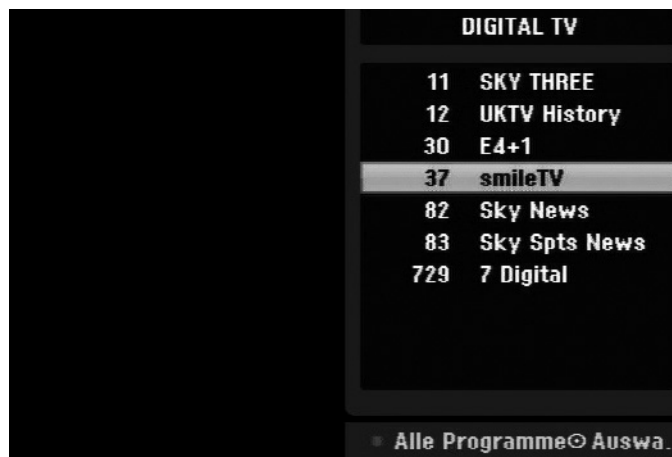 DIGITAL TV
11 SKY THREE
12 UKTV History
30 E4+1
37 smileTV
82 Sky News
83 Sky Spts News
729 7 Digital
Alle Programme⊙ Auswa.